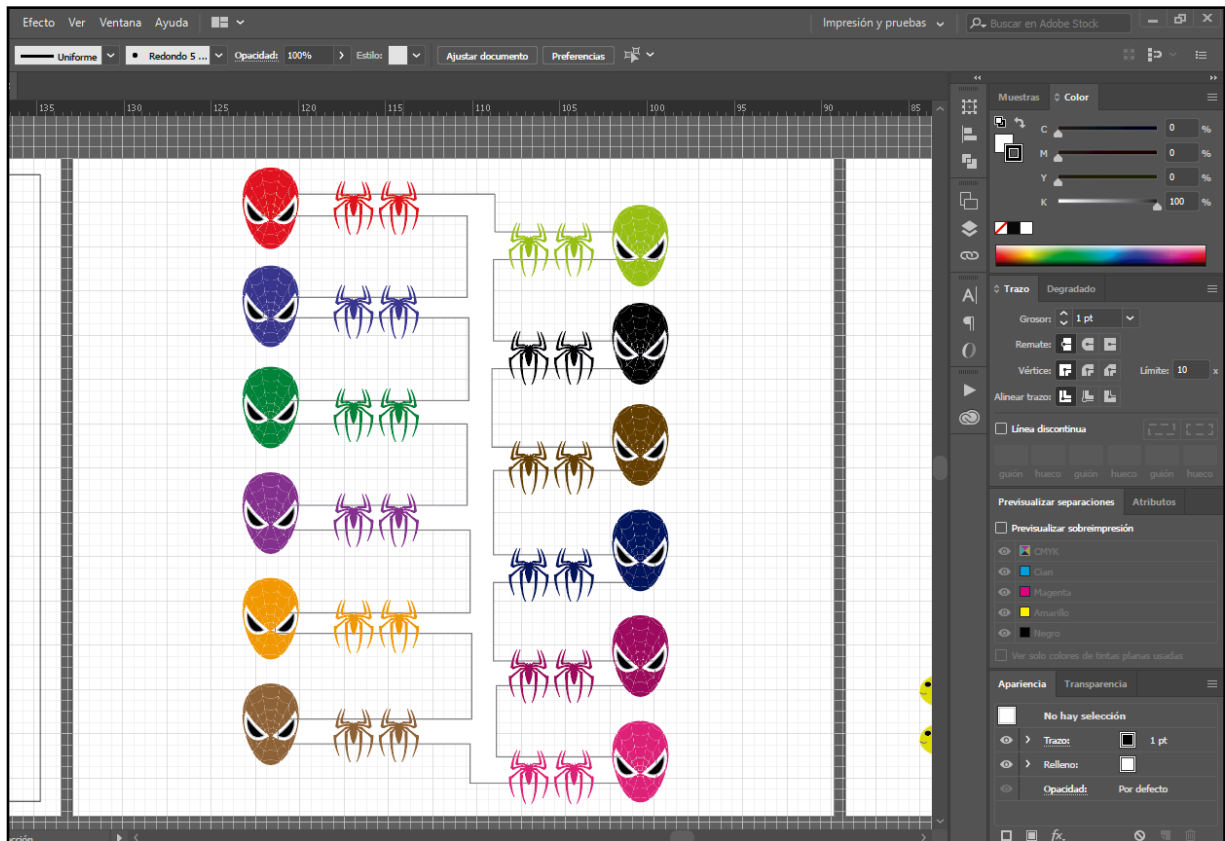 Efecto Ver Ventana Ayuda
Impresión y pruebas
Buscar en Adobe Stock
Uniforme
Redondo 5 ...
Opacidad: 100%
Estilo:
Ajustar documento
Preferencias
135 130 125 120 115 110 105 100 95 90 85
Muestras Color
C 0 %
M 0 %
Y 0 %
K 100 %
Trazo Degradado
Grosor: 1 pt
Remate:
Vértice: Límite: 10 x
Alinear trazo:
Línea discontinua
guión hueco guión hueco guión hueco
Previsualizar separaciones Atributos
Previsualizar sobreimpresión
CMYK
Cian
Magenta
Amarillo
Negro
Ver solo colores de tintas planas usadas
Apariencia Transparencia
No hay selección
Trazo: 1 pt
Relleno:
Opacidad: Por defecto
fx.